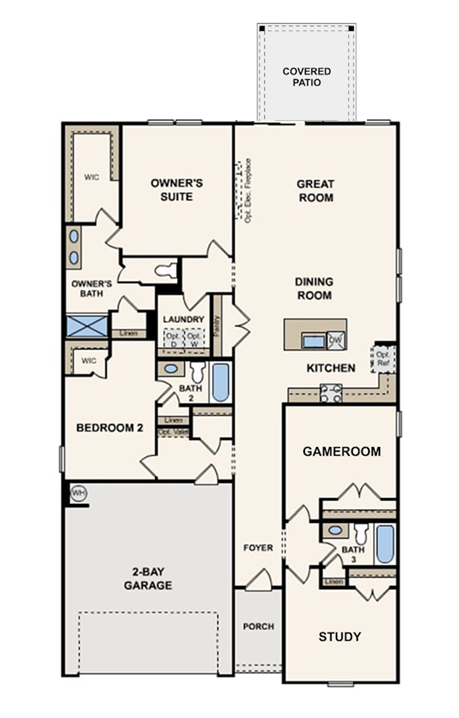 COVERED
PATIO
WIC
OWNER'S
SUITE
Opt. Elec. Fireplace
GREAT
ROOM
OWNER'S
BATH
DINING
ROOM
LAUNDRY
Opt.
D
Opt.
W
Pantry
Linen
DW
Opt.
Ref
KITCHEN
WIC
BATH
2
Linen
Opt. Valet
BEDROOM 2
GAMEROOM
WH
2-BAY
GARAGE
FOYER
BATH
3
Linen
PORCH
STUDY